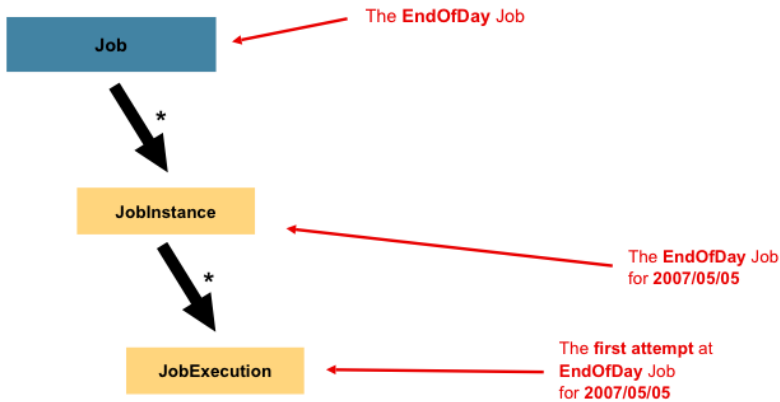 The EndOfDay Job
Job
*
JobInstance
The EndOfDay Job
for 2007/05/05
*
The first attempt at
EndOfDay Job
for 2007/05/05
JobExecution